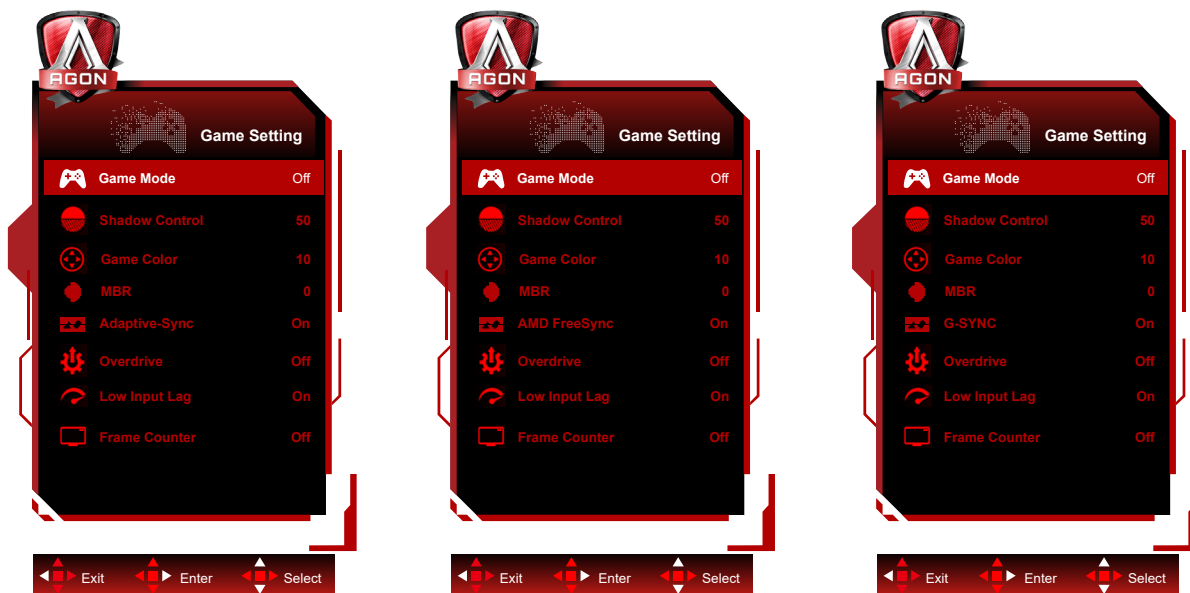 AGON
Game Setting
Game Mode Off
Shadow Control 50
Game Color 10
MBR 0
Adaptive-Sync On
Overdrive Off
Low Input Lag On
Frame Counter Off
Exit Enter Select
AGON
Game Setting
Game Mode Off
Shadow Control 50
Game Color 10
MBR 0
AMD FreeSync On
Overdrive Off
Low Input Lag On
Frame Counter Off
Exit Enter Select
AGON
Game Setting
Game Mode Off
Shadow Control 50
Game Color 10
MBR 0
G-SYNC On
Overdrive Off
Low Input Lag On
Frame Counter Off
Exit Enter Select